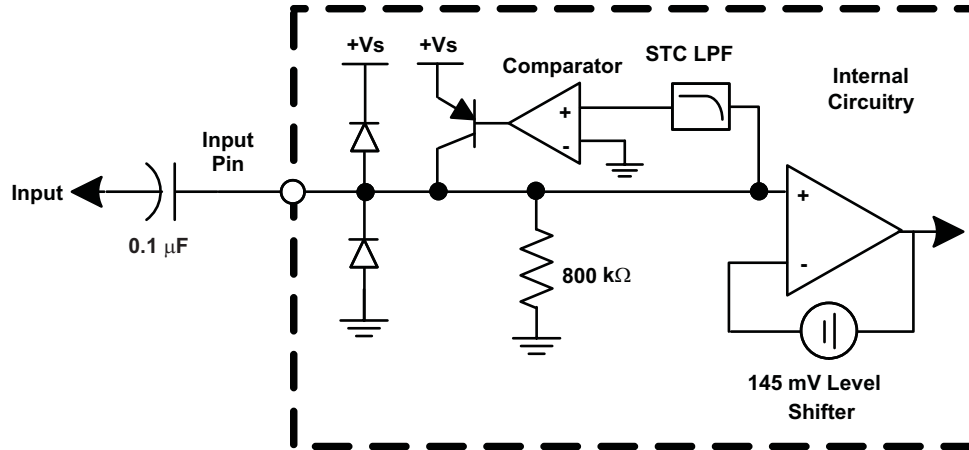 +Vs
+Vs
Comparator
STC LPF
Internal
Circuitry
Input
Pin
+
-
Input
0.1 μF
+
-
800 kΩ
145 mV Level
Shifter